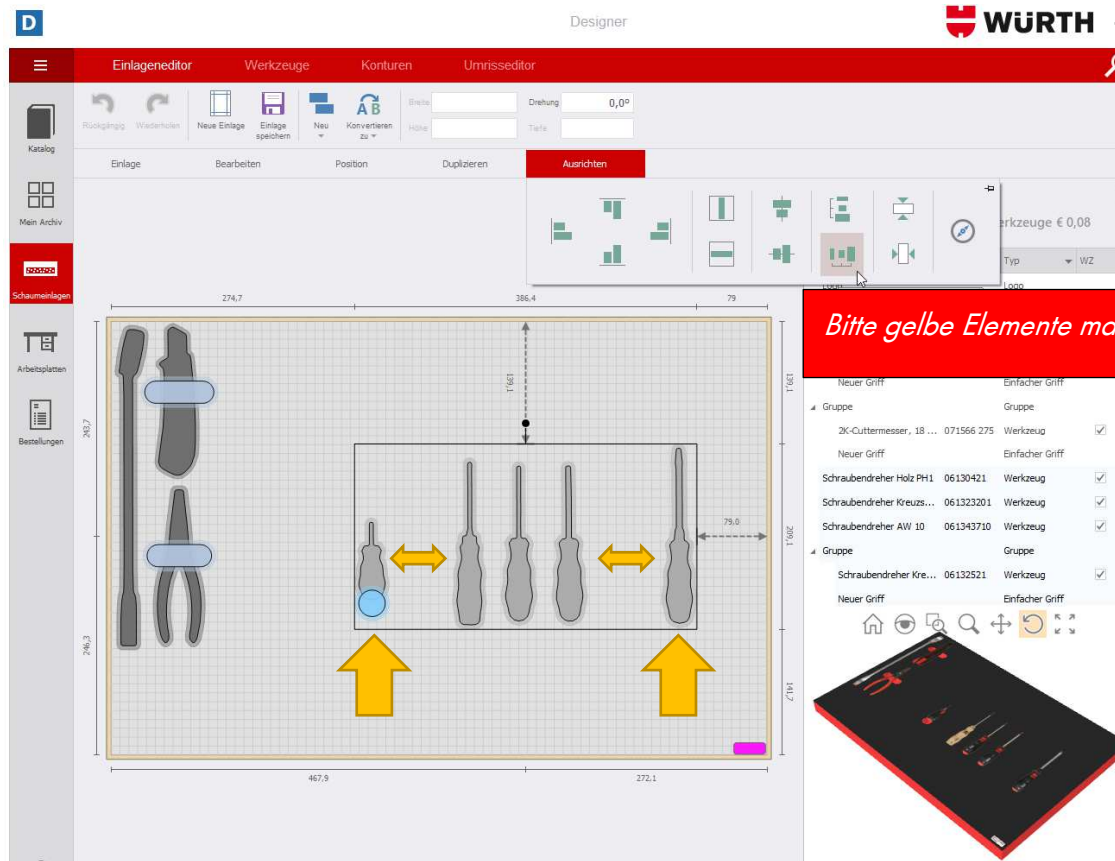 D
Designer
WÜRTH
Einlageneditor Werkzeuge Konturen Umrisseditor
Rückgängig Wiederholen Neue Einlage Einlage speichern Neu Konvertieren zu
A B
Breite Drehung 0,0°
Höhe Tiefe
Einlage Bearbeiten Position Duplizieren Ausrichten
Katalog
Mein Archiv
Schaumeinlagen
Arbeitsplatten
Bestellungen
erkzeuge € 0,08
Typ WZ
Logo Logo
Bitte gelbe Elemente ma
Neuer Griff Einfacher Griff
Gruppe Gruppe
2K-Cuttermesser, 18 ... 071566 275 Werkzeug
Neuer Griff Einfacher Griff
Schraubendreher Holz PH1 06130421 Werkzeug
Schraubendreher Kreuzs... 061323201 Werkzeug
Schraubendreher AW 10 061343710 Werkzeug
Gruppe Gruppe
Schraubendreher Kre... 06132521 Werkzeug
Neuer Griff Einfacher Griff
274,7 386,4 79
243,7
246,3
139,1
139,1
79,0
209,1
141,7
467,9 272,1